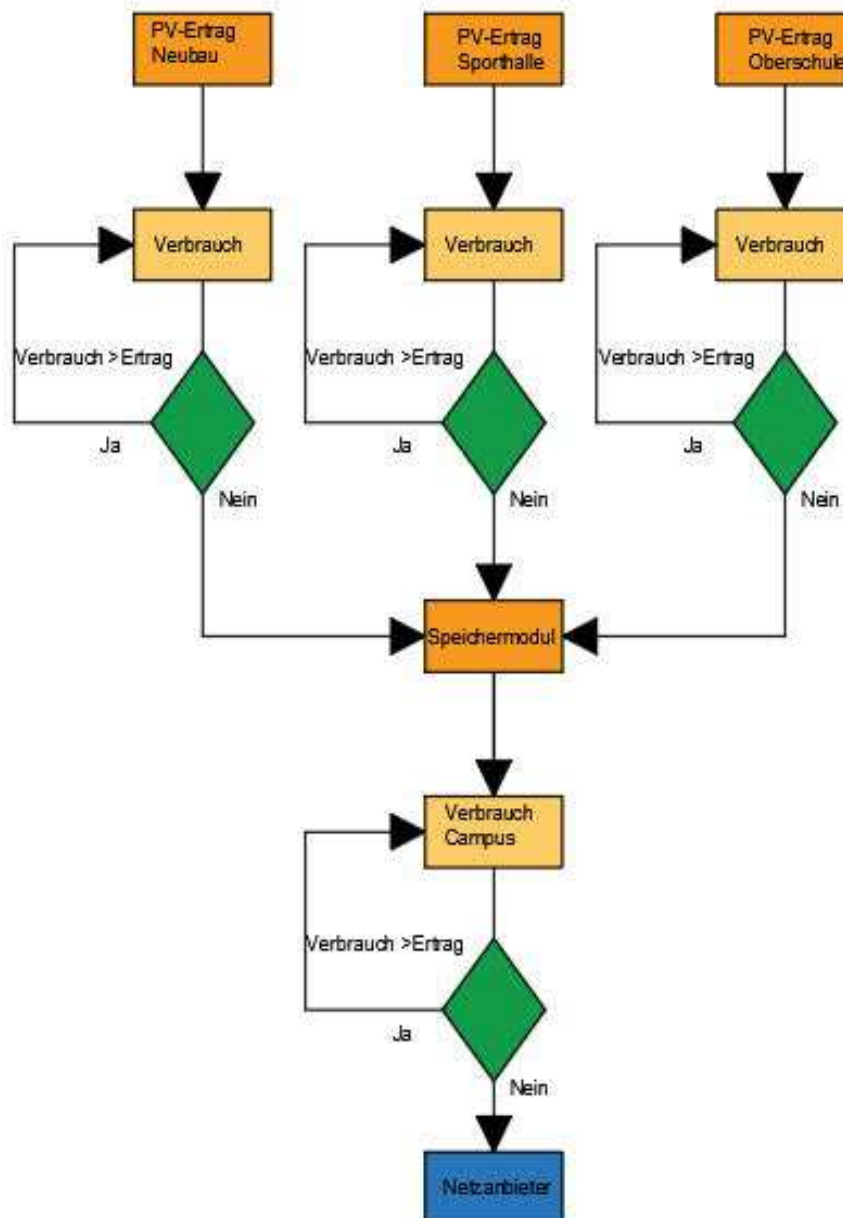 PV-Ertrag
Neubau
PV-Ertrag
Sporthalle
PV-Ertrag
Oberschule
Verbrauch
Verbrauch
Verbrauch
Verbrauch >Ertrag
Verbrauch >Ertrag
Verbrauch >Ertrag
Ja
Ja
Ja
Nein
Nein
Nein
Speichermodul
Verbrauch
Campus
Verbrauch >Ertrag
Ja
Nein
Netzanbieter